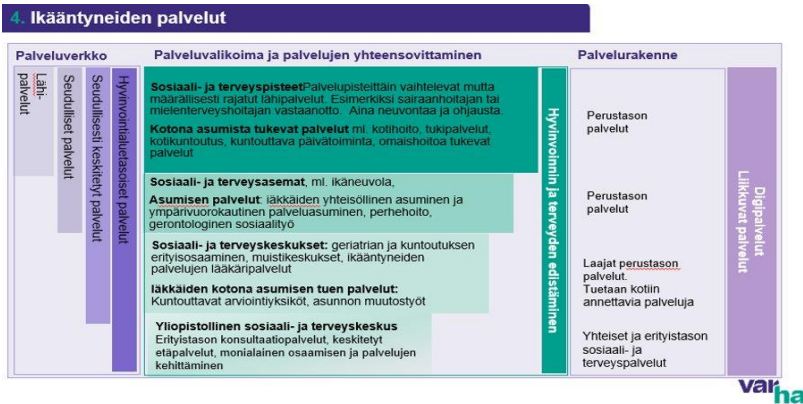 4. Ikääntyneiden palvelut
Palveluverkko
Palveluvalikoima ja palvelujen yhteensovittaminen
Palvelurakenne
Lähi-
palvelut
Seudulliset palvelut
Seudullisesti keskitetyt palvelut
Hyvinvointialuetasoiset palvelut
Sosiaali- ja terveyspisteetPalvelupisteittäin vaihtelevat mutta
määrällisesti rajatut lähipalvelut. Esimerkiksi sairaanhoitajan tai
mielenterveyshoitajan vastaanotto. Aina neuvontaa ja ohjausta.
Kotona asumista tukevat palvelut ml. kotihoito, tukipalvelut,
kotikuntoutus, kuntouttava päivätoiminta, omaishoitoa tukevat
palvelut
Sosiaali- ja terveysasemat, ml. ikäneuvola,
Asumisen palvelut: iäkkäiden yhteisöllinen asuminen ja
ympärivuorokautinen palveluasuminen, perhehoito,
gerontologinen sosiaalityö
Sosiaali- ja terveyskeskukset: geriatrian ja kuntoutuksen
erityisosaaminen, muistikeskukset, ikääntyneiden
palvelujen lääkäripalvelut
Iäkkäiden kotona asumisen tuen palvelut:
Kuntouttavat arviointiyksiköt, asunnon muutostyöt
Yliopistollinen sosiaali- ja terveyskeskus
Erityistason konsultaatiopalvelut, keskitetyt
etäpalvelut, monialainen osaamisen ja palvelujen
kehittäminen
Hyvinvoinnin ja terveyden edistäminen
Perustason
palvelut
Perustason
palvelut
Laajat perustason
palvelut.
Tuetaan kotiin
annettavia palveluja
Yhteiset ja erityistason
sosiaali- ja
terveyspalvelut
Digipalvelut
Liikkuvat palvelut
varha